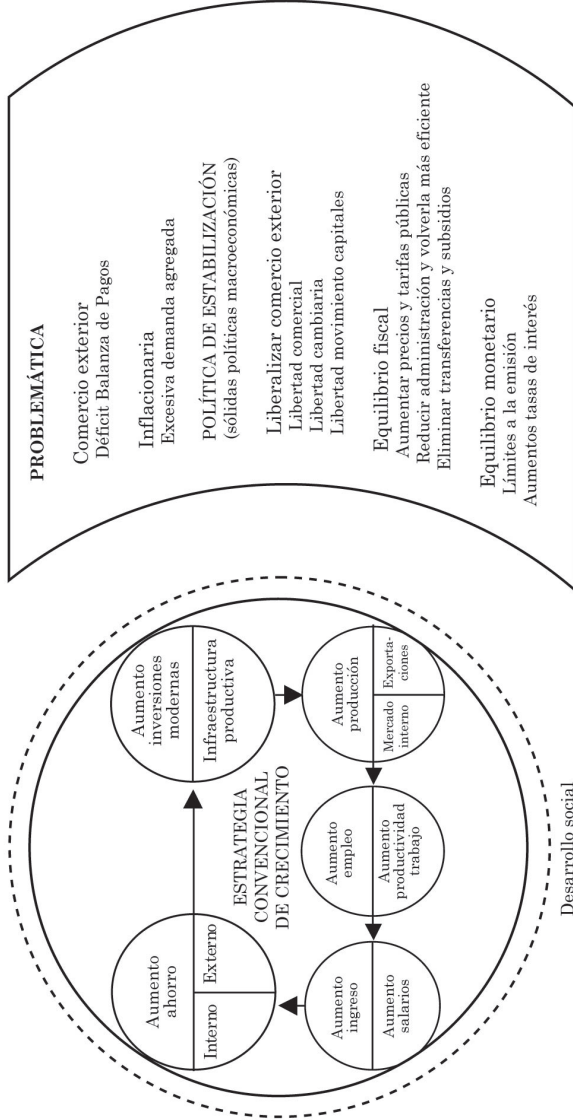 Aumento
ahorro
Interno
Externo
Aumento
inversiones
modernas
Infraestructura
productiva
ESTRATEGIA
CONVENCIONAL
DE CRECIMIENTO
Aumento
ingreso
Aumento
salarios
Aumento
empleo
Aumento
productividad
trabajo
Aumento
producción
Mercado
interno
Exporta-
ciones
Desarrollo social
PROBLEMÁTICA
Comercio exterior
Déficit Balanza de Pagos
Inflacionaria
Excesiva demanda agregada
POLÍTICA DE ESTABILIZACIÓN
(sólidas políticas macroeconómicas)
Liberalizar comercio exterior
Libertad comercial
Libertad cambiaria
Libertad movimiento capitales
Equilibrio fiscal
Aumentar precios y tarifas públicas
Reducir administración y volverla más eficiente
Eliminar transferencias y subsidios
Equilibrio monetario
Límites a la emisión
Aumentos tasas de interés